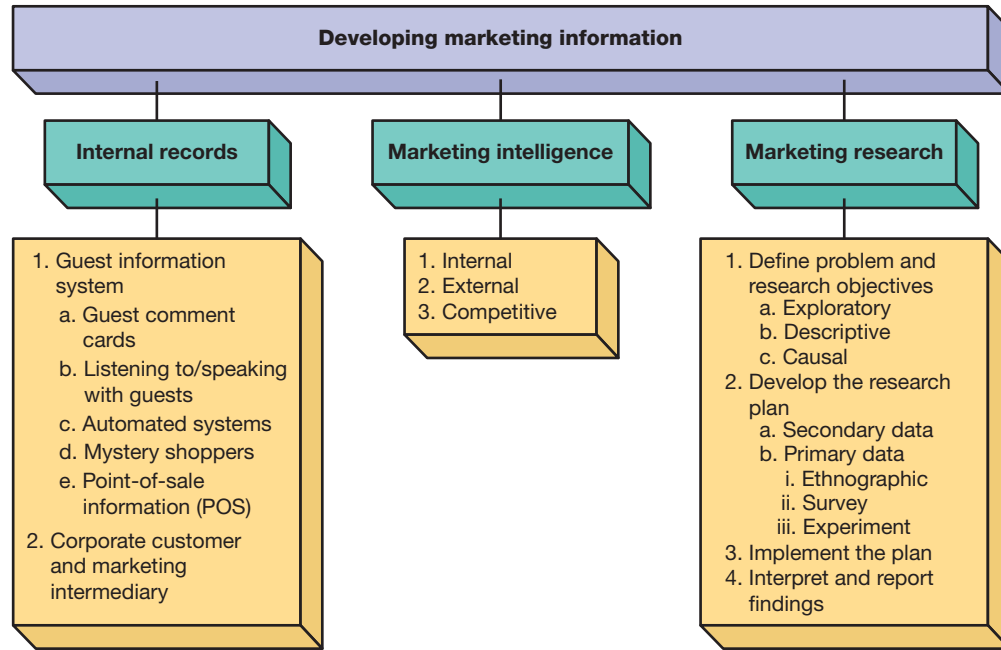 Developing marketing information
Internal records
1. Guest information
system
a. Guest comment
cards
b. Listening to/speaking
with guests
c. Automated systems
d. Mystery shoppers
e. Point-of-sale
information (POS)
2. Corporate customer
and marketing
intermediary
Marketing intelligence
1. Internal
2. External
3. Competitive
Marketing research
1. Define problem and
research objectives
a. Exploratory
b. Descriptive
c. Causal
2. Develop the research
plan
a. Secondary data
b. Primary data
i. Ethnographic
ii. Survey
iii. Experiment
3. Implement the plan
4. Interpret and report
findings